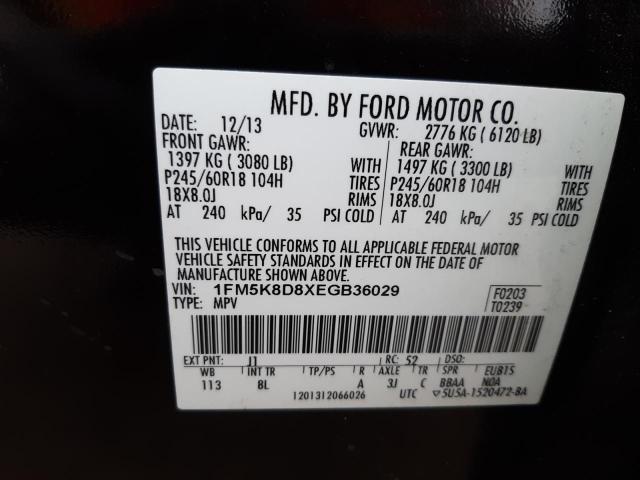 MFD. BY FORD MOTOR CO.
DATE: 12/13 GVWR: 2776 KG ( 6120 LB)
FRONT GAWR: REAR GAWR:
1397 KG ( 3080 LB) WITH 1497 KG ( 3300 LB) WITH
P245/60R18 104H TIRES P245/60R18 104H TIRES
18X8.0J RIMS 18X8.0J RIMS
AT 240 kPa/ 35 PSI COLD AT 240 kPa/ 35 PSI COLD
THIS VEHICLE CONFORMS TO ALL APPLICABLE FEDERAL MOTOR
VEHICLE SAFETY STANDARDS IN EFFECT ON THE DATE OF
MANUFACTURE SHOWN ABOVE.
VIN: 1FM5K8D8XEGB36029 F0203
TYPE: MPV T0239
EXT PNT: J1 RC: 52 DSO:
WB INT TR TP/PS R AXLE TR SPR EUB15
113 8L A 3J C BBAA N0A
1201312066026 UTC ▽5U5A-1520472-BA